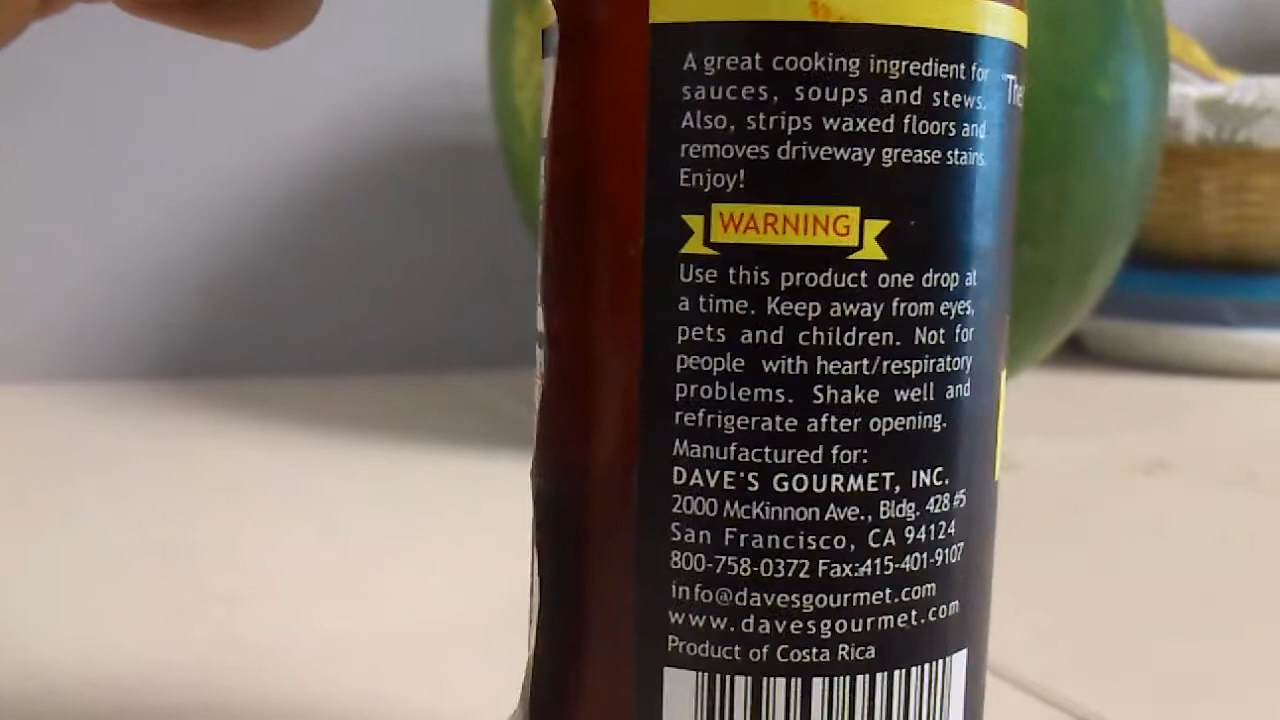 A great cooking ingredient for
sauces, soups and stews.
Also, strips waxed floors and
removes driveway grease stains.
Enjoy!
WARNING
Use this product one drop at
a time. Keep away from eyes,
pets and children. Not for
people with heart/respiratory
problems. Shake well and
refrigerate after opening.
Manufactured for:
DAVE'S GOURMET, INC.
2000 McKinnon Ave., Bldg. 428 #5
San Francisco, CA 94124
800-758-0372 Fax:415-401-9107
info@davesgourmet.com
www.davesgourmet.com
Product of Costa Rica
"The